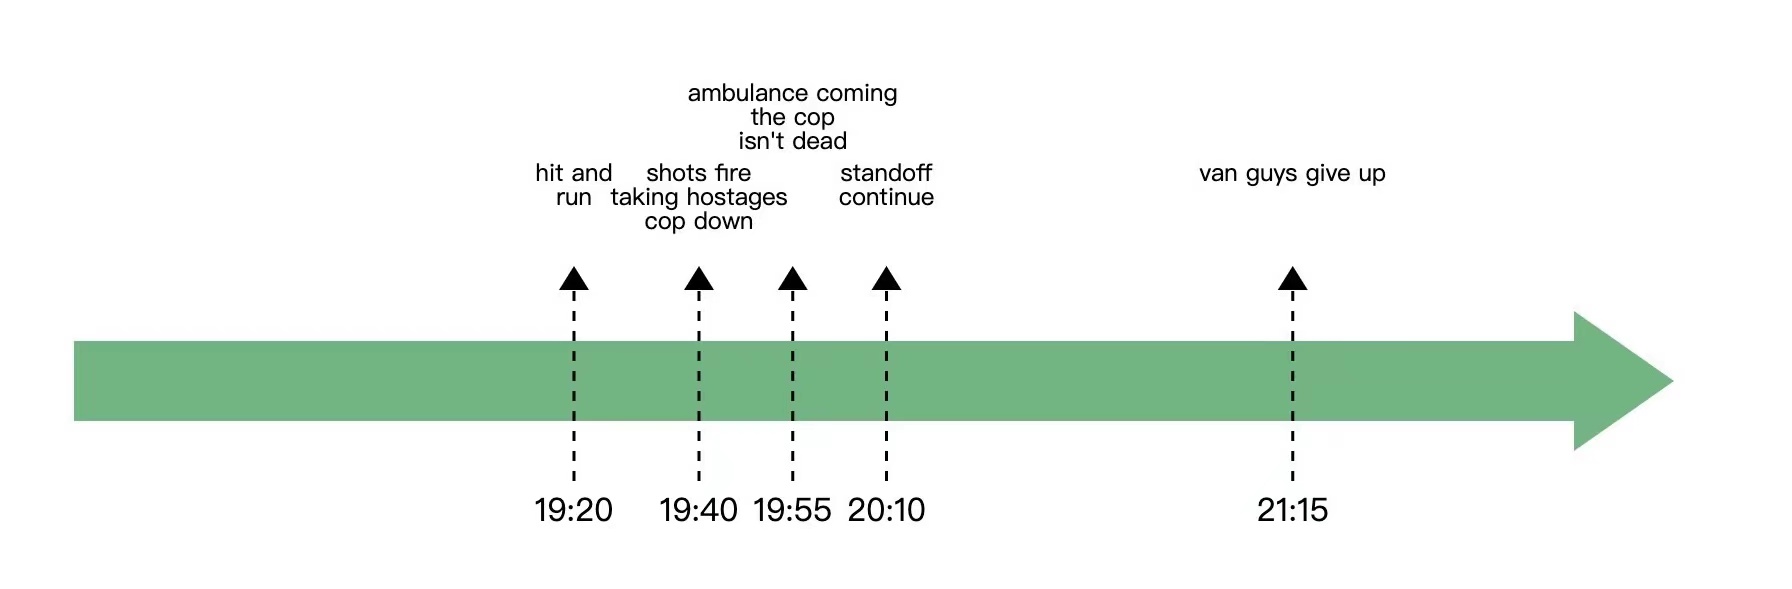 ambulance coming
the cop
isn't dead
hit and
run
shots fire
taking hostages
cop down
standoff
continue
van guys give up
19:20
19:40
19:55
20:10
21:15